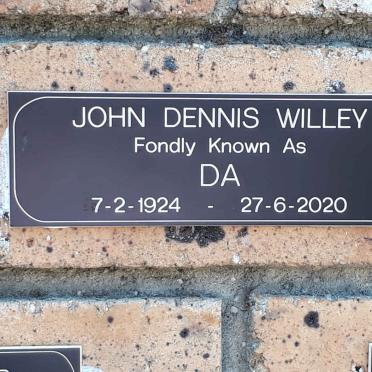 JOHN DENNIS WILLEY
Fondly Known As
DA
7-2-1924 - 27-6-2020